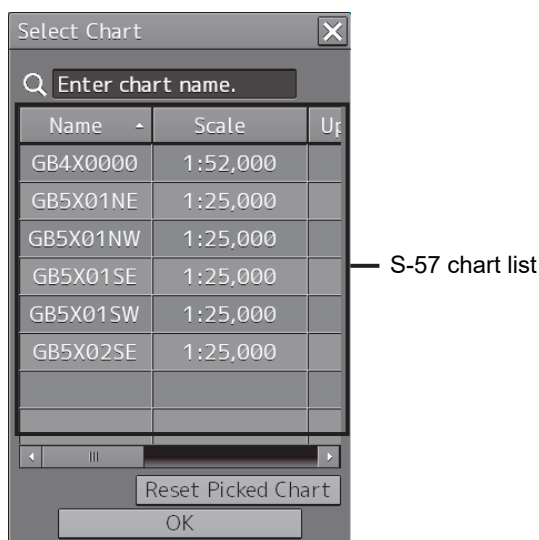 Select Chart
Enter chart name.
Name Scale Up
GB4X0000 1:52,000
GB5X01NE 1:25,000
GB5X01NW 1:25,000
GB5X01SE 1:25,000
GB5X01SW 1:25,000
GB5X02SE 1:25,000
S-57 chart list
Reset Picked Chart
OK